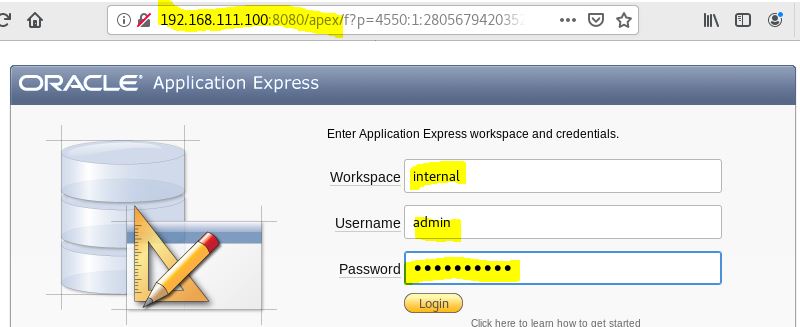 192.168.111.100:8080/apex/f?p=4550:1:280567942035
ORACLE® Application Express
Enter Application Express workspace and credentials.
Workspace internal
Username admin
Password ••••••••••
Login
Click here to learn how to get started